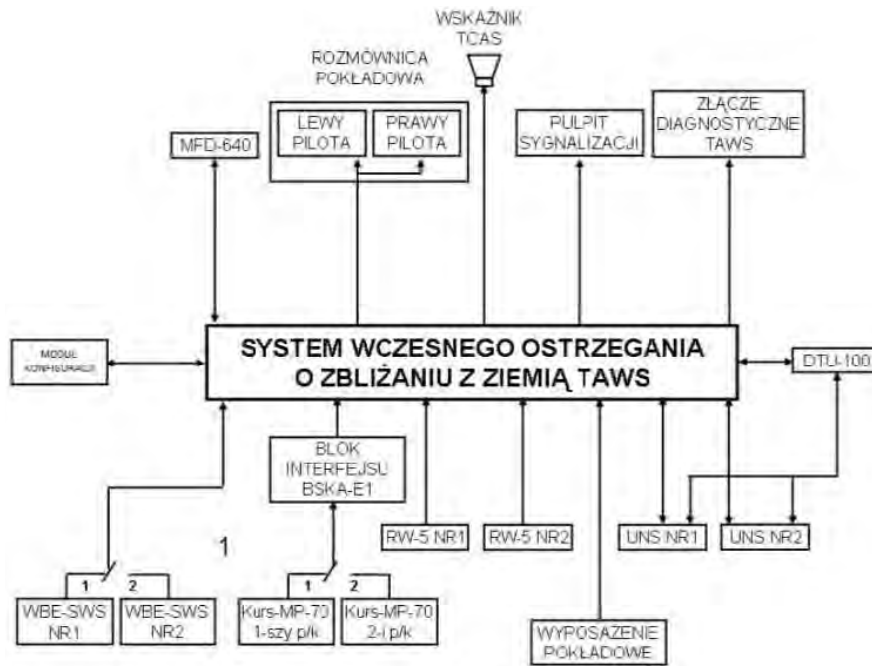 WSKAŹNIK
TCAS
ROZMÓWNICA
POKŁADOWA
LEWY
PILOTA
PRAWY
PILOTA
MFD-640
PULPIT
SYGNALIZACJI
ZŁĄCZE
DIAGNOSTYCZNE
TAWS
SYSTEM WCZESNEGO OSTRZEGANIA
O ZBLIŻANIU Z ZIEMIĄ TAWS
MODUŁ
KONFIGURACJI
DTU-100
BLOK
INTERFEJSU
BSKA-E1
1
RW-5 NR1
RW-5 NR2
UNS NR1
UNS NR2
1
2
1
2
WBE-SWS
NR1
WBE-SWS
NR2
Kurs-MP-70
1-szy p/k
Kurs-MP-70
2-i p/k
WYPOSAŻENIE
POKŁADOWE